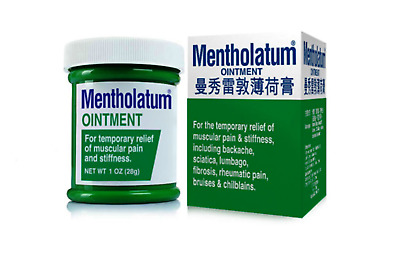 Mentholatum®
OINTMENT
For temporary relief
of muscular pain
and stiffness.
NET WT 1 OZ (28g)
Mentholatum®
OINTMENT
曼秀雷敦薄荷膏
For the temporary relief of
muscular pain & stiffness,
including backache,
sciatica, lumbago,
fibrosis, rheumatic pain,
bruises & chilblains.